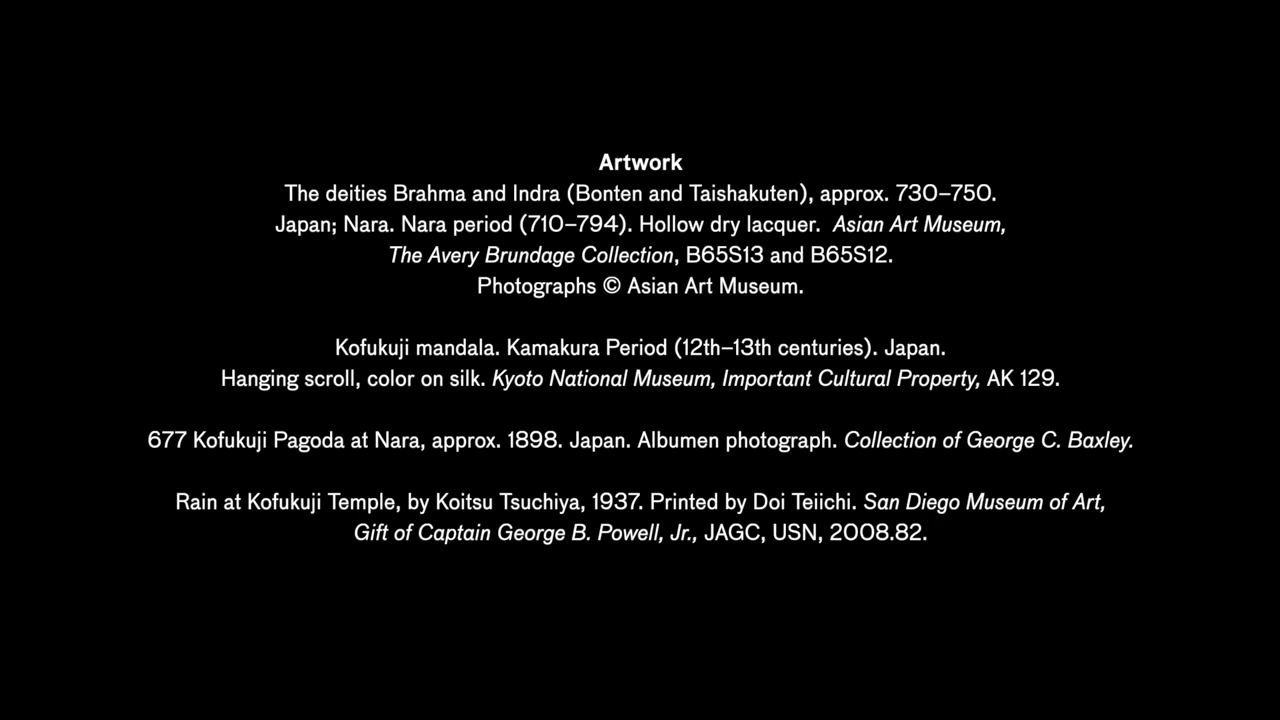 Artwork
The deities Brahma and Indra (Bonten and Taishakuten), approx. 730–750.
Japan; Nara. Nara period (710–794). Hollow dry lacquer. Asian Art Museum,
The Avery Brundage Collection, B65S13 and B65S12.
Photographs © Asian Art Museum.
Kofukuji mandala. Kamakura Period (12th–13th centuries). Japan.
Hanging scroll, color on silk. Kyoto National Museum, Important Cultural Property, AK 129.
677 Kofukuji Pagoda at Nara, approx. 1898. Japan. Albumen photograph. Collection of George C. Baxley.
Rain at Kofukuji Temple, by Koitsu Tsuchiya, 1937. Printed by Doi Teiichi. San Diego Museum of Art,
Gift of Captain George B. Powell, Jr., JAGC, USN, 2008.82.